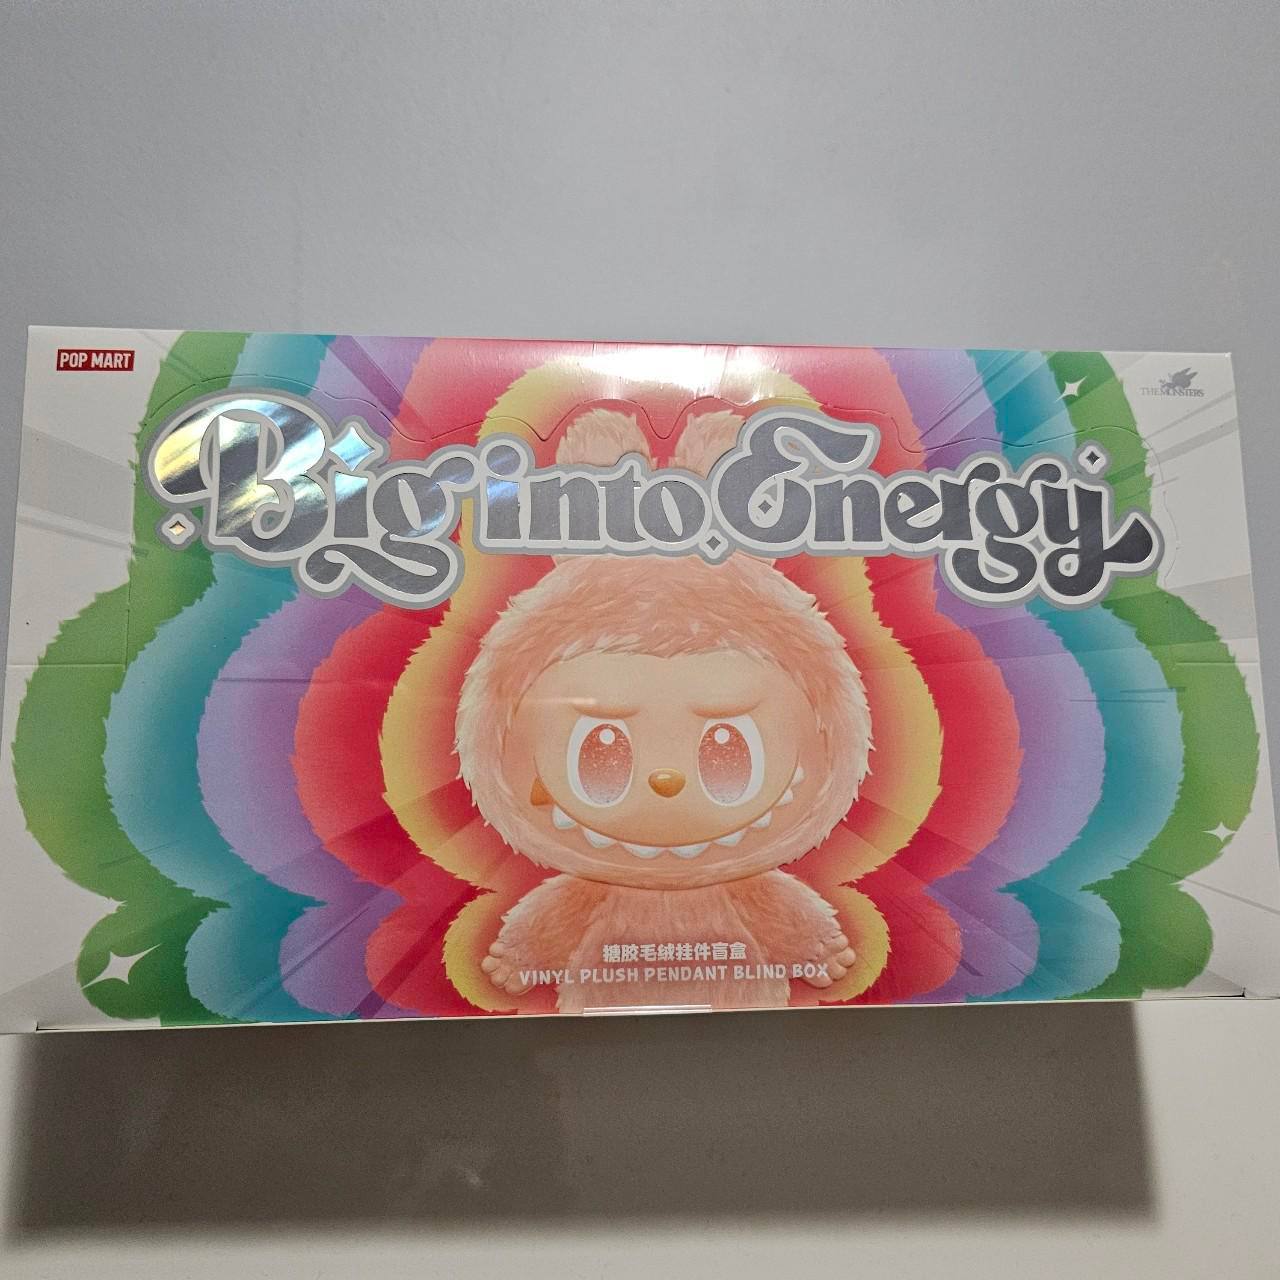 POP MART
THE MONSTERS
Big into Energy
搪胶毛绒挂件盲盒
VINYL PLUSH PENDANT BLIND BOX